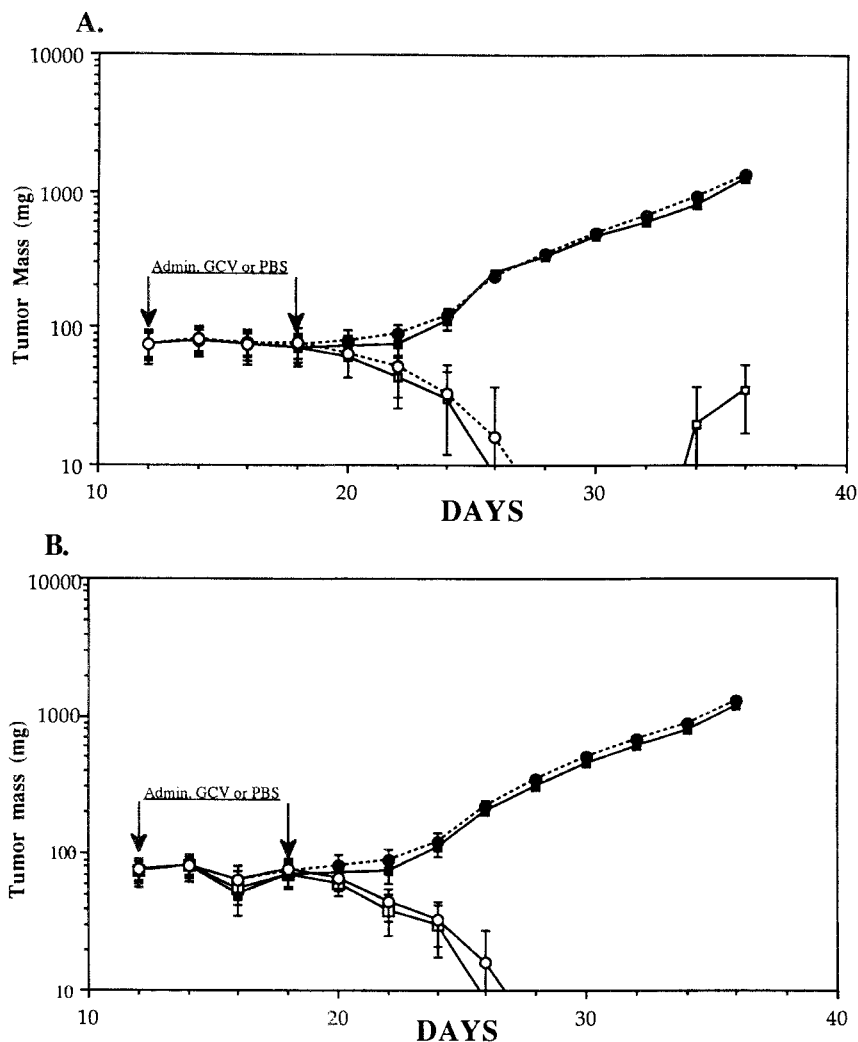 A.
10000
1000
100
10
Tumor Mass (mg)
Admin. GCV or PBS
10
20
30
40
DAYS
B.
10000
1000
100
10
Tumor mass (mg)
Admin. GCV or PBS
10
20
30
40
DAYS